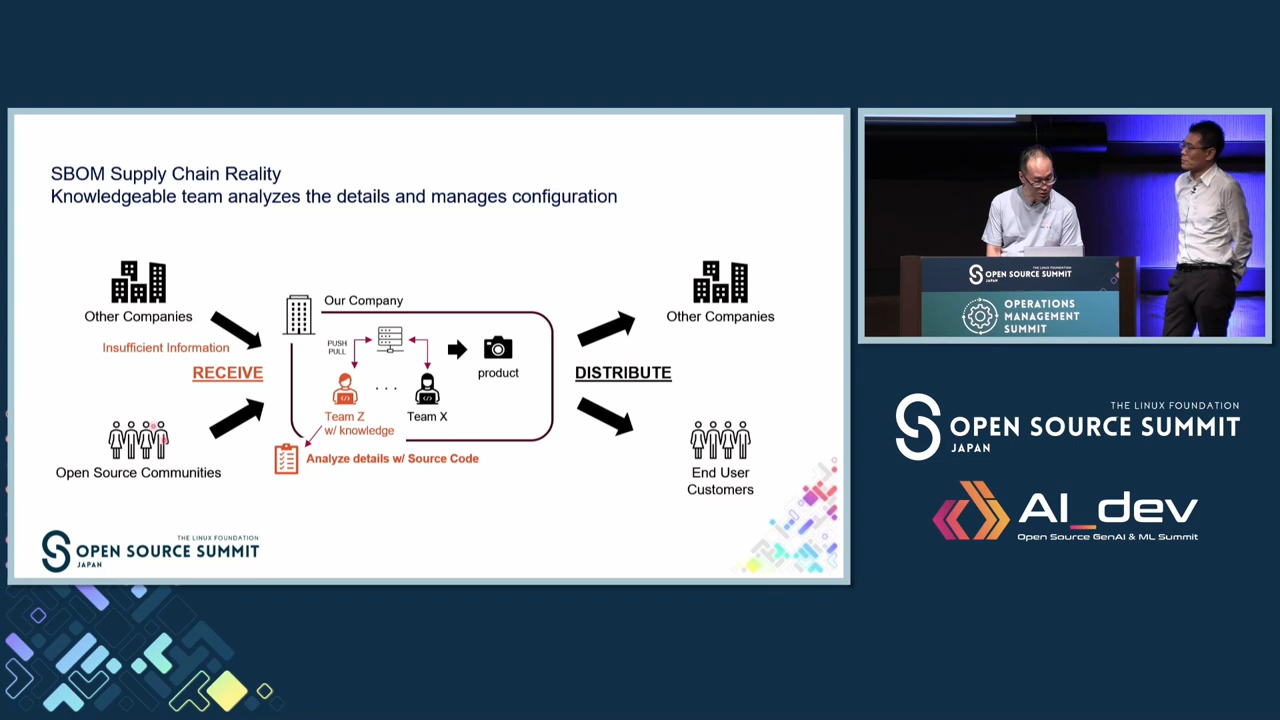 SBOM Supply Chain Reality
Knowledgeable team analyzes the details and manages configuration
Other Companies
Insufficient Information
RECEIVE
Open Source Communities
Our Company
PUSH
PULL
product
. . .
Team Z
w/ knowledge
Team X
Analyze details w/ Source Code
DISTRIBUTE
Other Companies
End User
Customers
THE LINUX FOUNDATION
OPEN SOURCE SUMMIT
JAPAN
THE LINUX FOUNDATION
OPEN SOURCE SUMMIT
JAPAN
OPERATIONS
MANAGEMENT
SUMMIT
THE LINUX FOUNDATION
OPEN SOURCE SUMMIT
JAPAN
AI_dev
Open Source GenAI & ML Summit